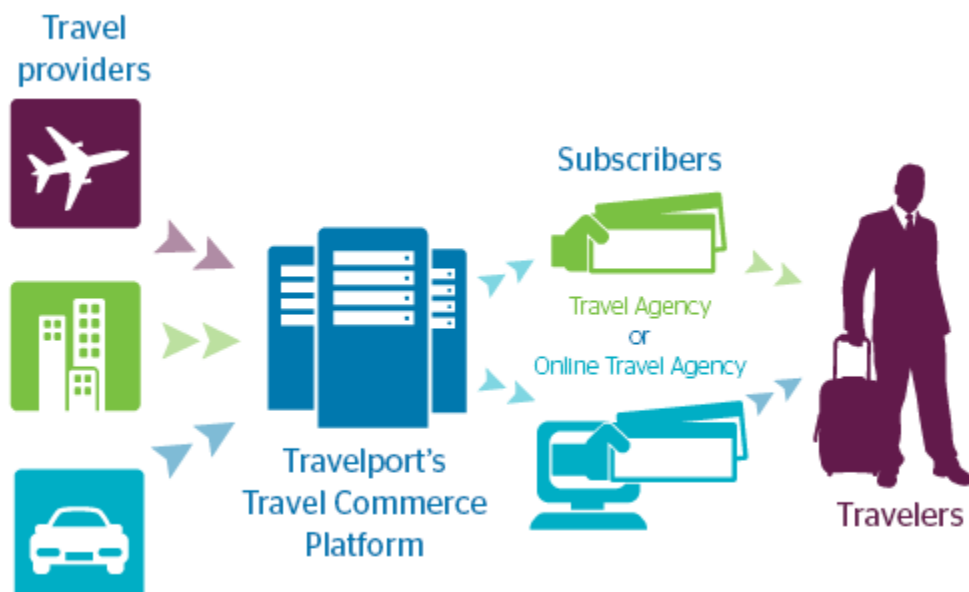 Travel
providers
Subscribers
Travel Agency
or
Online Travel Agency
Travelport's
Travel Commerce
Platform
Travelers